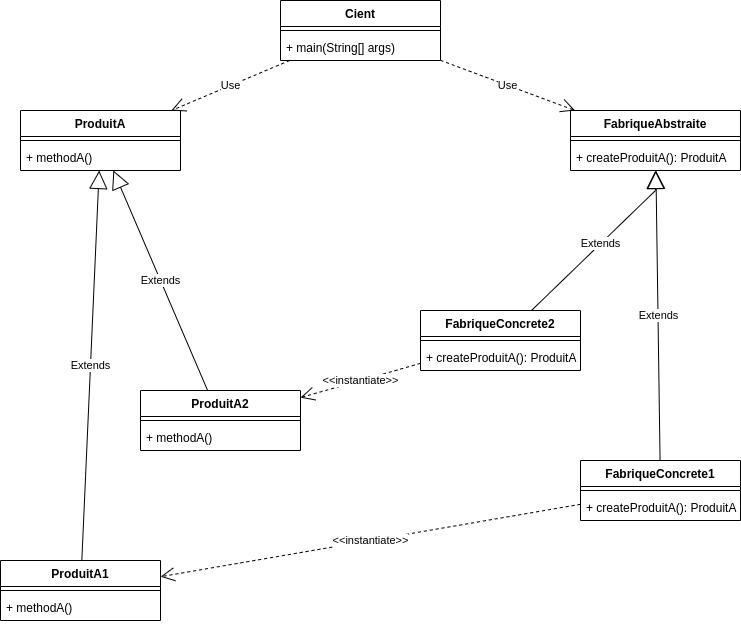 Cient
+ main(String[] args)
Use
Use
ProduitA
+ methodA()
FabriqueAbstraite
+ createProduitA(): ProduitA
Extends
Extends
Extends
Extends
FabriqueConcrete2
+ createProduitA(): ProduitA
<<instantiate>>
ProduitA2
+ methodA()
FabriqueConcrete1
+ createProduitA(): ProduitA
<<instantiate>>
ProduitA1
+ methodA()